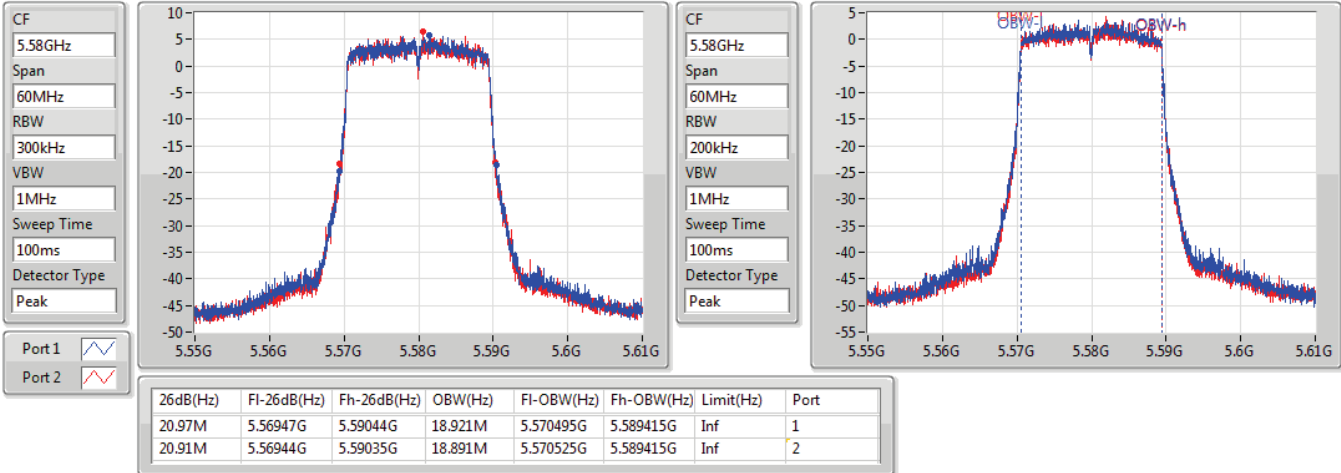 CF
5.58GHz
Span
60MHz
RBW
300kHz
VBW
1MHz
Sweep Time
100ms
Detector Type
Peak
Port 1
Port 2
10
5
0
-5
-10
-15
-20
-25
-30
-35
-40
-45
-50
5.55G 5.56G 5.57G 5.58G 5.59G 5.6G 5.61G
CF
5.58GHz
Span
60MHz
RBW
200kHz
VBW
1MHz
Sweep Time
100ms
Detector Type
Peak
OBW-l
OBW-l
OBW-h
5
0
-5
-10
-15
-20
-25
-30
-35
-40
-45
-50
-55
5.55G 5.56G 5.57G 5.58G 5.59G 5.6G 5.61G
26dB(Hz) Fl-26dB(Hz) Fh-26dB(Hz) OBW(Hz) Fl-OBW(Hz) Fh-OBW(Hz) Limit(Hz) Port
20.97M 5.56947G 5.59044G 18.921M 5.570495G 5.589415G Inf 1
20.91M 5.56944G 5.59035G 18.891M 5.570525G 5.589415G Inf 2